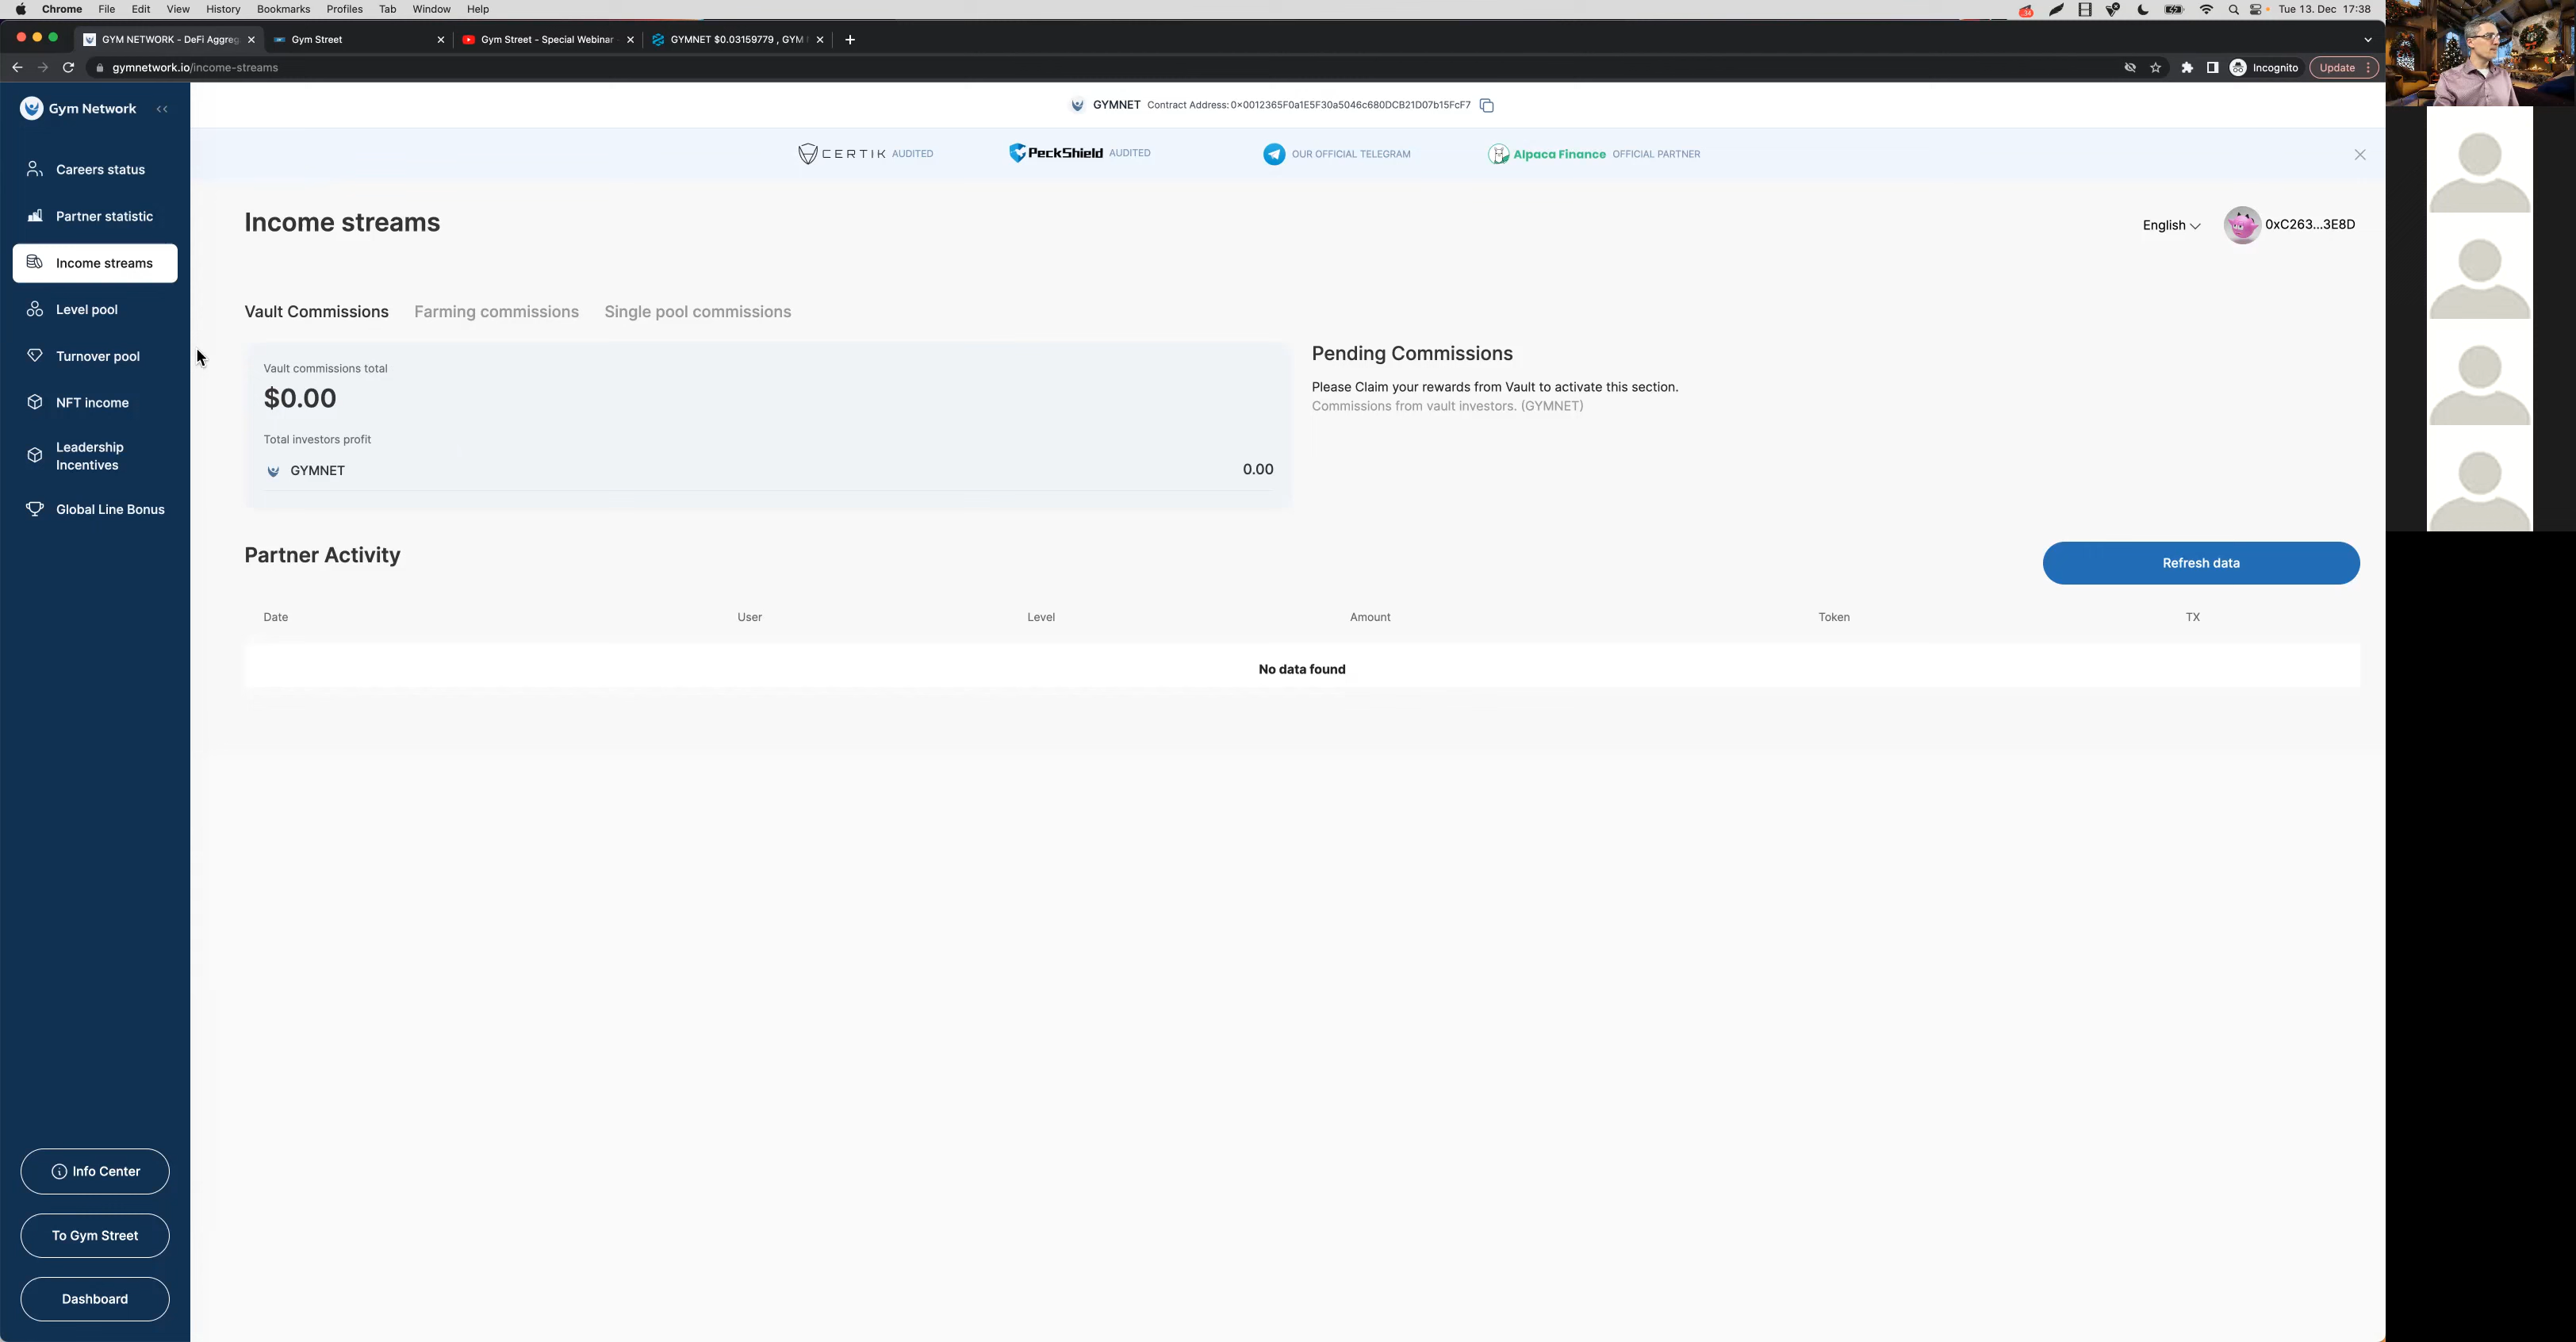 Chrome File Edit View History Bookmarks Profiles Tab Window Help
Tue 13. Dec 17:38
GYM NETWORK - DeFi Aggreg
Gym Street
Gym Street - Special Webinar
GYMNET $0.03159779 , GYM
gymnetwork.io/income-streams
Incognito
Update
Gym Network
GYMNET Contract Address: 0x0012365F0a1E5F30a5046c680DCB21D07b15FcF7
CERTIK AUDITED
PeckShield AUDITED
OUR OFFICIAL TELEGRAM
Alpaca Finance OFFICIAL PARTNER
Careers status
Partner statistic
Income streams
Level pool
Turnover pool
NFT income
Leadership
Incentives
Global Line Bonus
Info Center
To Gym Street
Dashboard
Income streams
English
0xC263...3E8D
Vault Commissions Farming commissions Single pool commissions
Vault commissions total
$0.00
Total investors profit
GYMNET 0.00
Pending Commissions
Please Claim your rewards from Vault to activate this section.
Commissions from vault investors. (GYMNET)
Partner Activity
Refresh data
Date User Level Amount Token TX
No data found